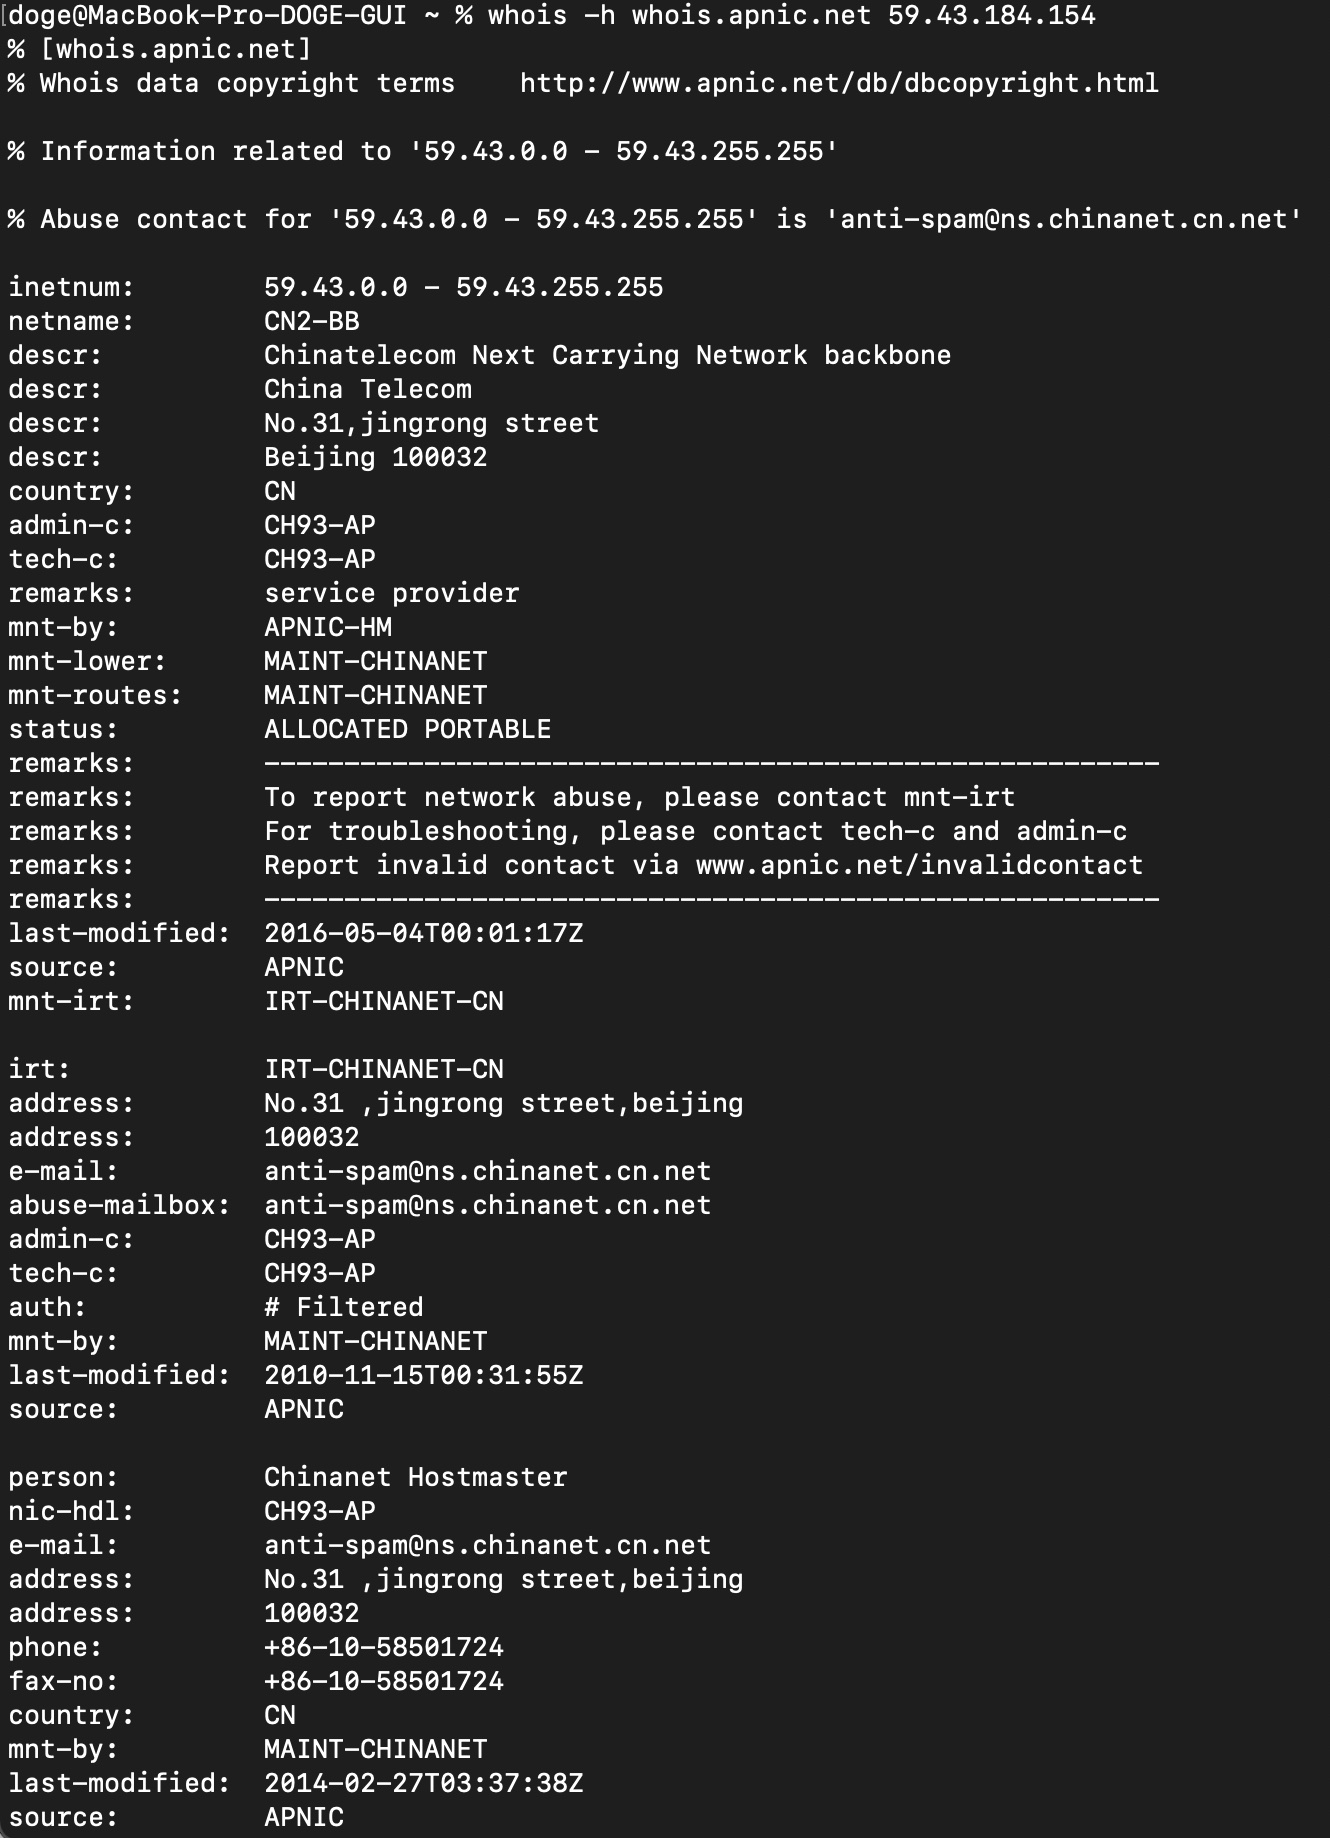 [doge@MacBook-Pro-DOGE-GUI ~ % whois -h whois.apnic.net 59.43.184.154
% [whois.apnic.net]
% Whois data copyright terms    http://www.apnic.net/db/dbcopyright.html

% Information related to '59.43.0.0 - 59.43.255.255'

% Abuse contact for '59.43.0.0 - 59.43.255.255' is 'anti-spam@ns.chinanet.cn.net'

inetnum:        59.43.0.0 - 59.43.255.255
netname:        CN2-BB
descr:          Chinatelecom Next Carrying Network backbone
descr:          China Telecom
descr:          No.31,jingrong street
descr:          Beijing 100032
country:        CN
admin-c:        CH93-AP
tech-c:         CH93-AP
remarks:        service provider
mnt-by:         APNIC-HM
mnt-lower:      MAINT-CHINANET
mnt-routes:     MAINT-CHINANET
status:         ALLOCATED PORTABLE
remarks:        --------------------------------------------------------
remarks:        To report network abuse, please contact mnt-irt
remarks:        For troubleshooting, please contact tech-c and admin-c
remarks:        Report invalid contact via www.apnic.net/invalidcontact
remarks:        --------------------------------------------------------
last-modified:  2016-05-04T00:01:17Z
source:         APNIC
mnt-irt:        IRT-CHINANET-CN

irt:            IRT-CHINANET-CN
address:        No.31 ,jingrong street,beijing
address:        100032
e-mail:         anti-spam@ns.chinanet.cn.net
abuse-mailbox:  anti-spam@ns.chinanet.cn.net
admin-c:        CH93-AP
tech-c:         CH93-AP
auth:           # Filtered
mnt-by:         MAINT-CHINANET
last-modified:  2010-11-15T00:31:55Z
source:         APNIC

person:         Chinanet Hostmaster
nic-hdl:        CH93-AP
e-mail:         anti-spam@ns.chinanet.cn.net
address:        No.31 ,jingrong street,beijing
address:        100032
phone:          +86-10-58501724
fax-no:         +86-10-58501724
country:        CN
mnt-by:         MAINT-CHINANET
last-modified:  2014-02-27T03:37:38Z
source:         APNIC